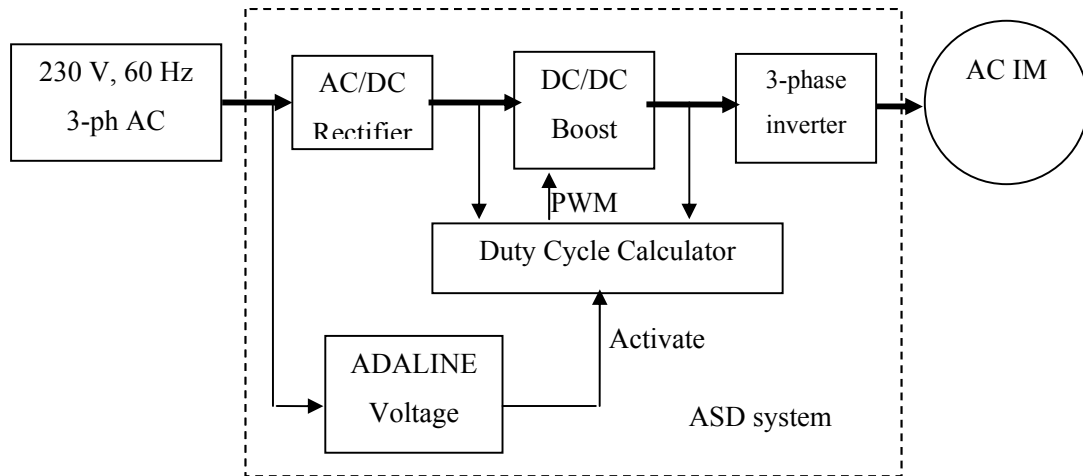 230 V, 60 Hz
3-ph AC
AC/DC
Rectifier
DC/DC
Boost
3-phase
inverter
AC IM
PWM
Duty Cycle Calculator
Activate
ADALINE
Voltage
ASD system